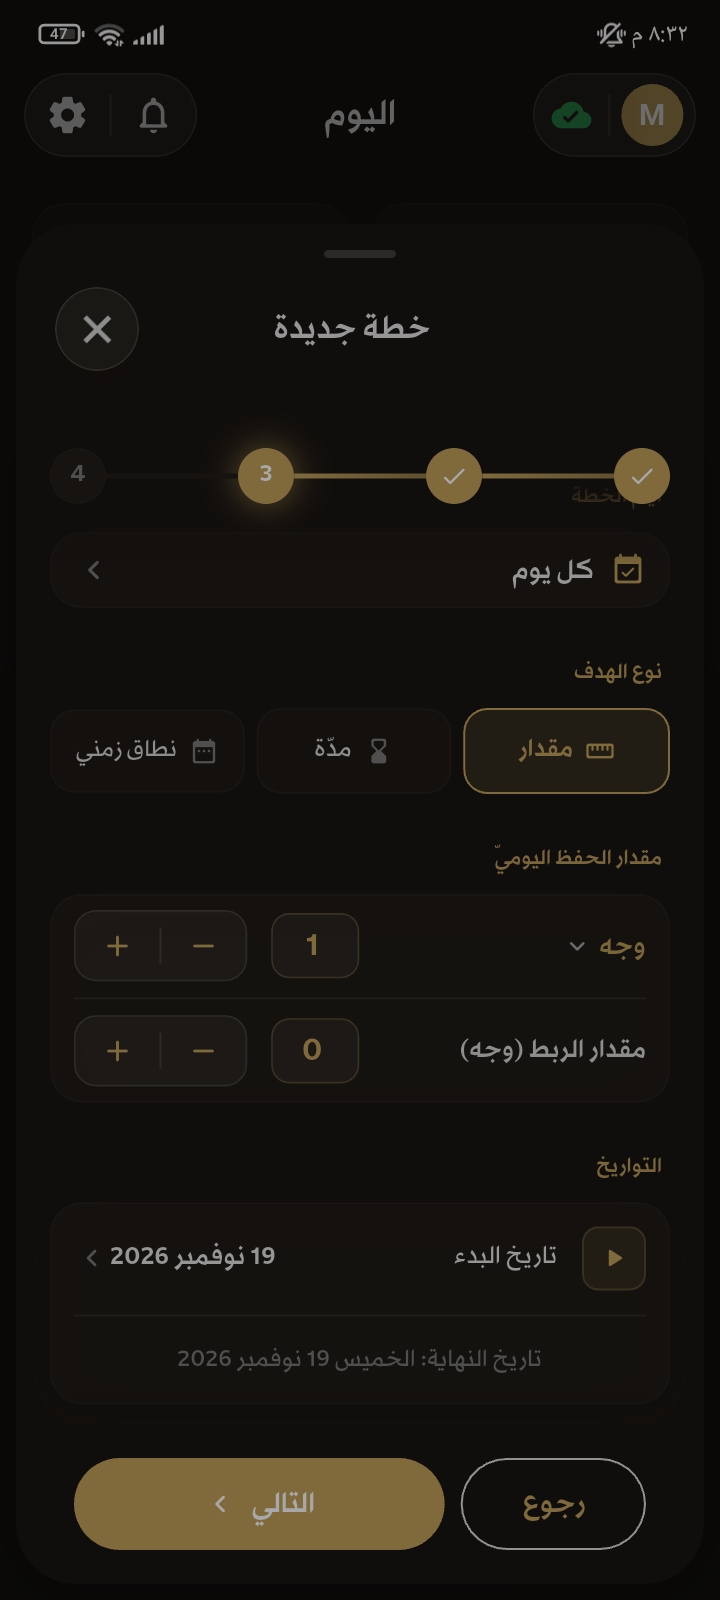 ٨:٣٢ م 47
M اليوم
خطة جديدة
3 4
أيام الخطة
كل يوم
نوع الهدف
مقدار مدّة نطاق زمني
مقدار الحفظ اليوميّ
وجه 1 − +
مقدار الربط (وجه) 0 − +
التواريخ
تاريخ البدء 19 نوفمبر 2026
تاريخ النهاية: الخميس 19 نوفمبر 2026
رجوع التالي